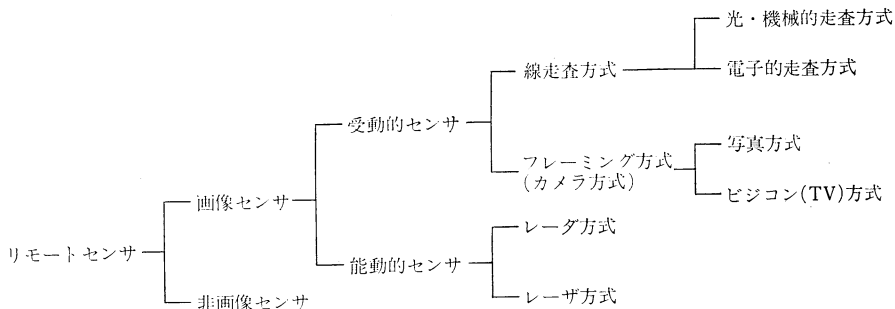 光・機械的走査方式
線走査方式
電子的走査方式
受動的センサ
写真方式
フレーミング方式
(カメラ方式)
ビジコン(TV)方式
画像センサ
レーダ方式
リモートセンサ
能動的センサ
非画像センサ
レーザ方式